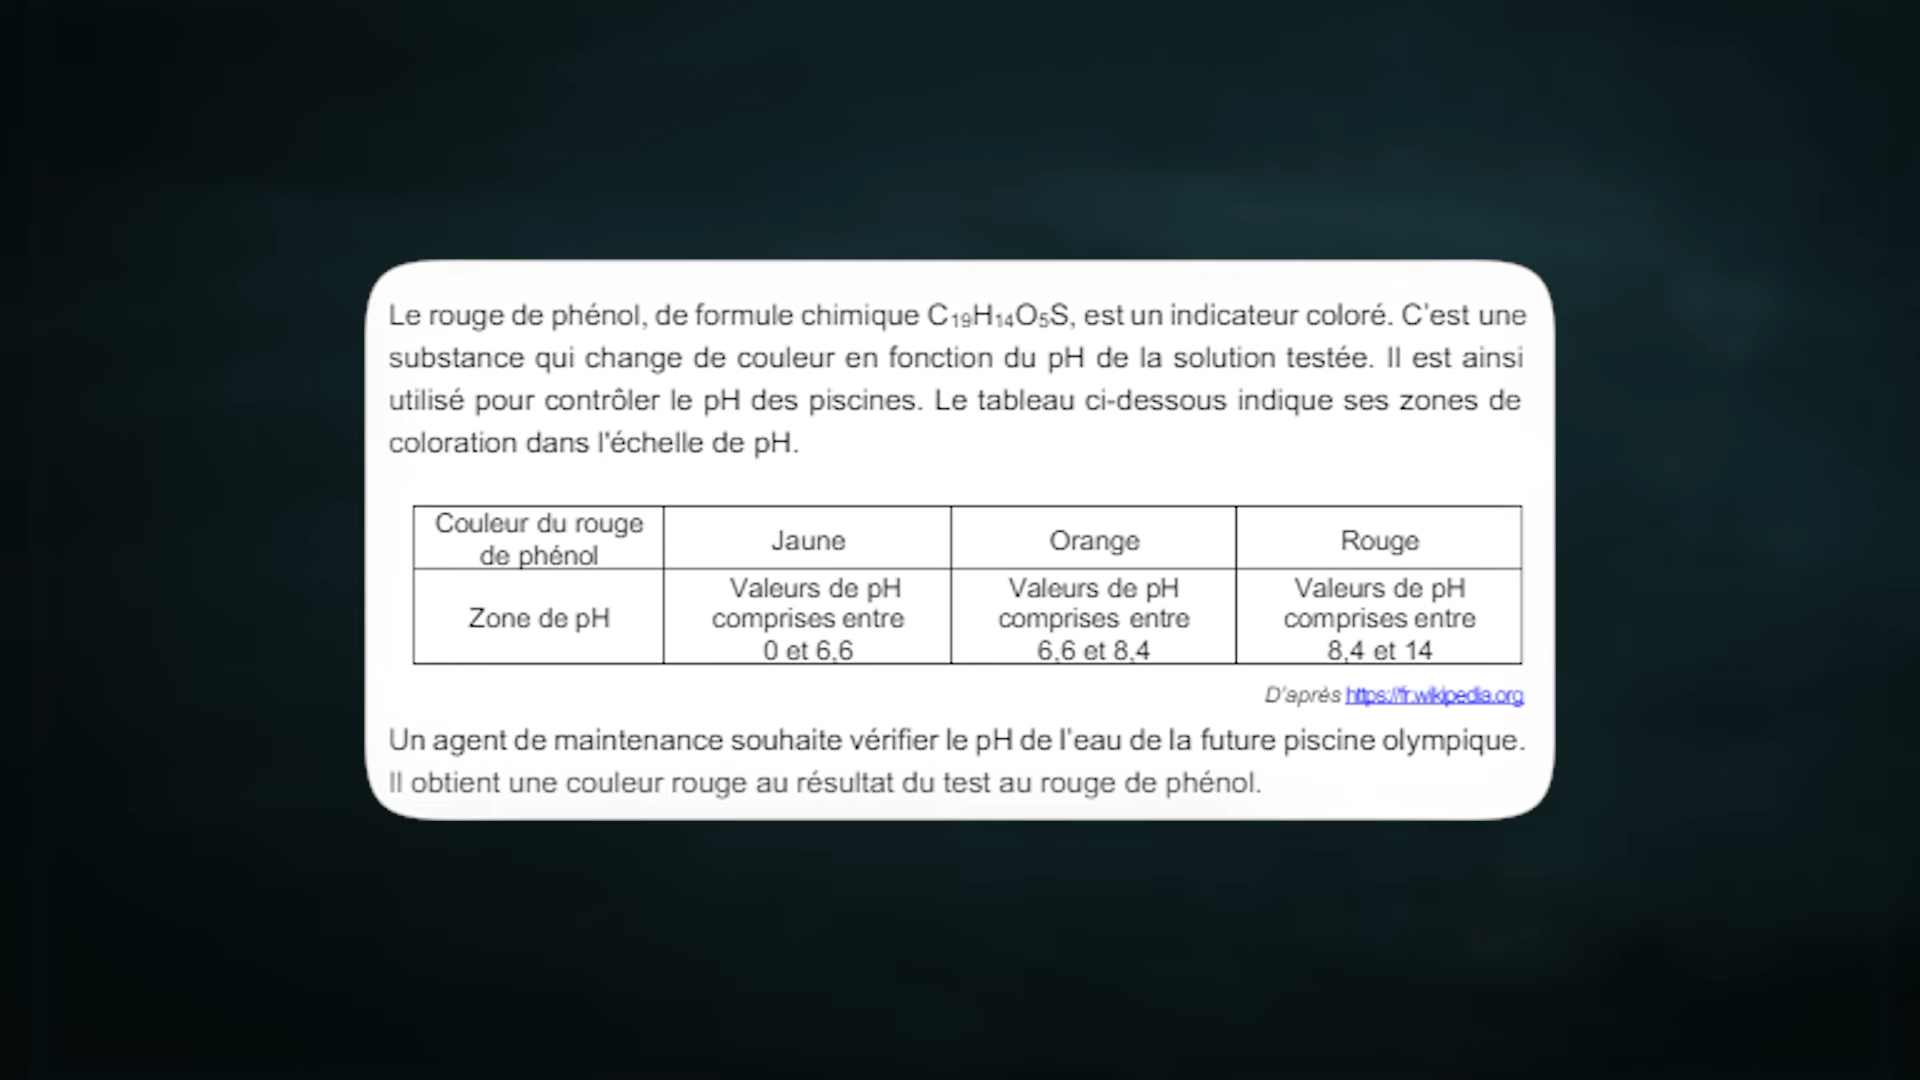 Le rouge de phénol, de formule chimique C₁₉H₁₄O₅S, est un indicateur coloré. C'est une
substance qui change de couleur en fonction du pH de la solution testée. Il est ainsi
utilisé pour contrôler le pH des piscines. Le tableau ci-dessous indique ses zones de
coloration dans l'échelle de pH.
Couleur du rouge
de phénol
Jaune
Orange
Rouge
Zone de pH
Valeurs de pH
comprises entre
0 et 6,6
Valeurs de pH
comprises entre
6,6 et 8,4
Valeurs de pH
comprises entre
8,4 et 14
D'après https://fr.wikipedia.org
Un agent de maintenance souhaite vérifier le pH de l'eau de la future piscine olympique.
Il obtient une couleur rouge au résultat du test au rouge de phénol.